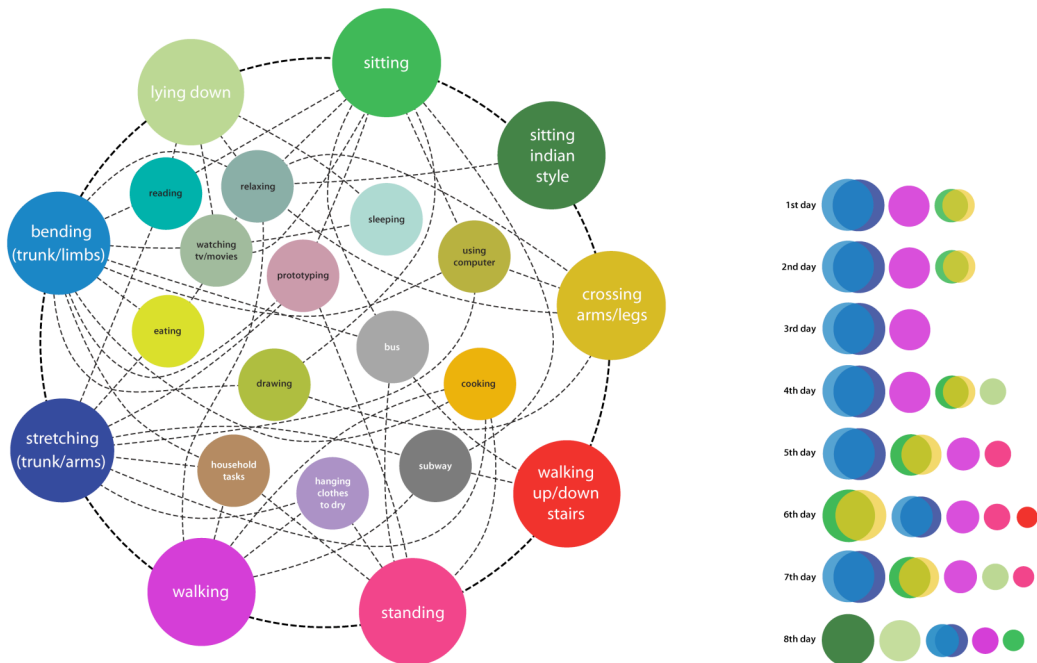 sitting
lying down
sitting
indian
style
reading
relaxing
sleeping
bending
(trunk/limbs)
watching
tv/movies
using
computer
prototyping
crossing
arms/legs
eating
bus
drawing
cooking
stretching
(trunk/arms)
household
tasks
hanging
clothes
to dry
subway
walking
up/down
stairs
walking
standing
1st day
2nd day
3rd day
4th day
5th day
6th day
7th day
8th day